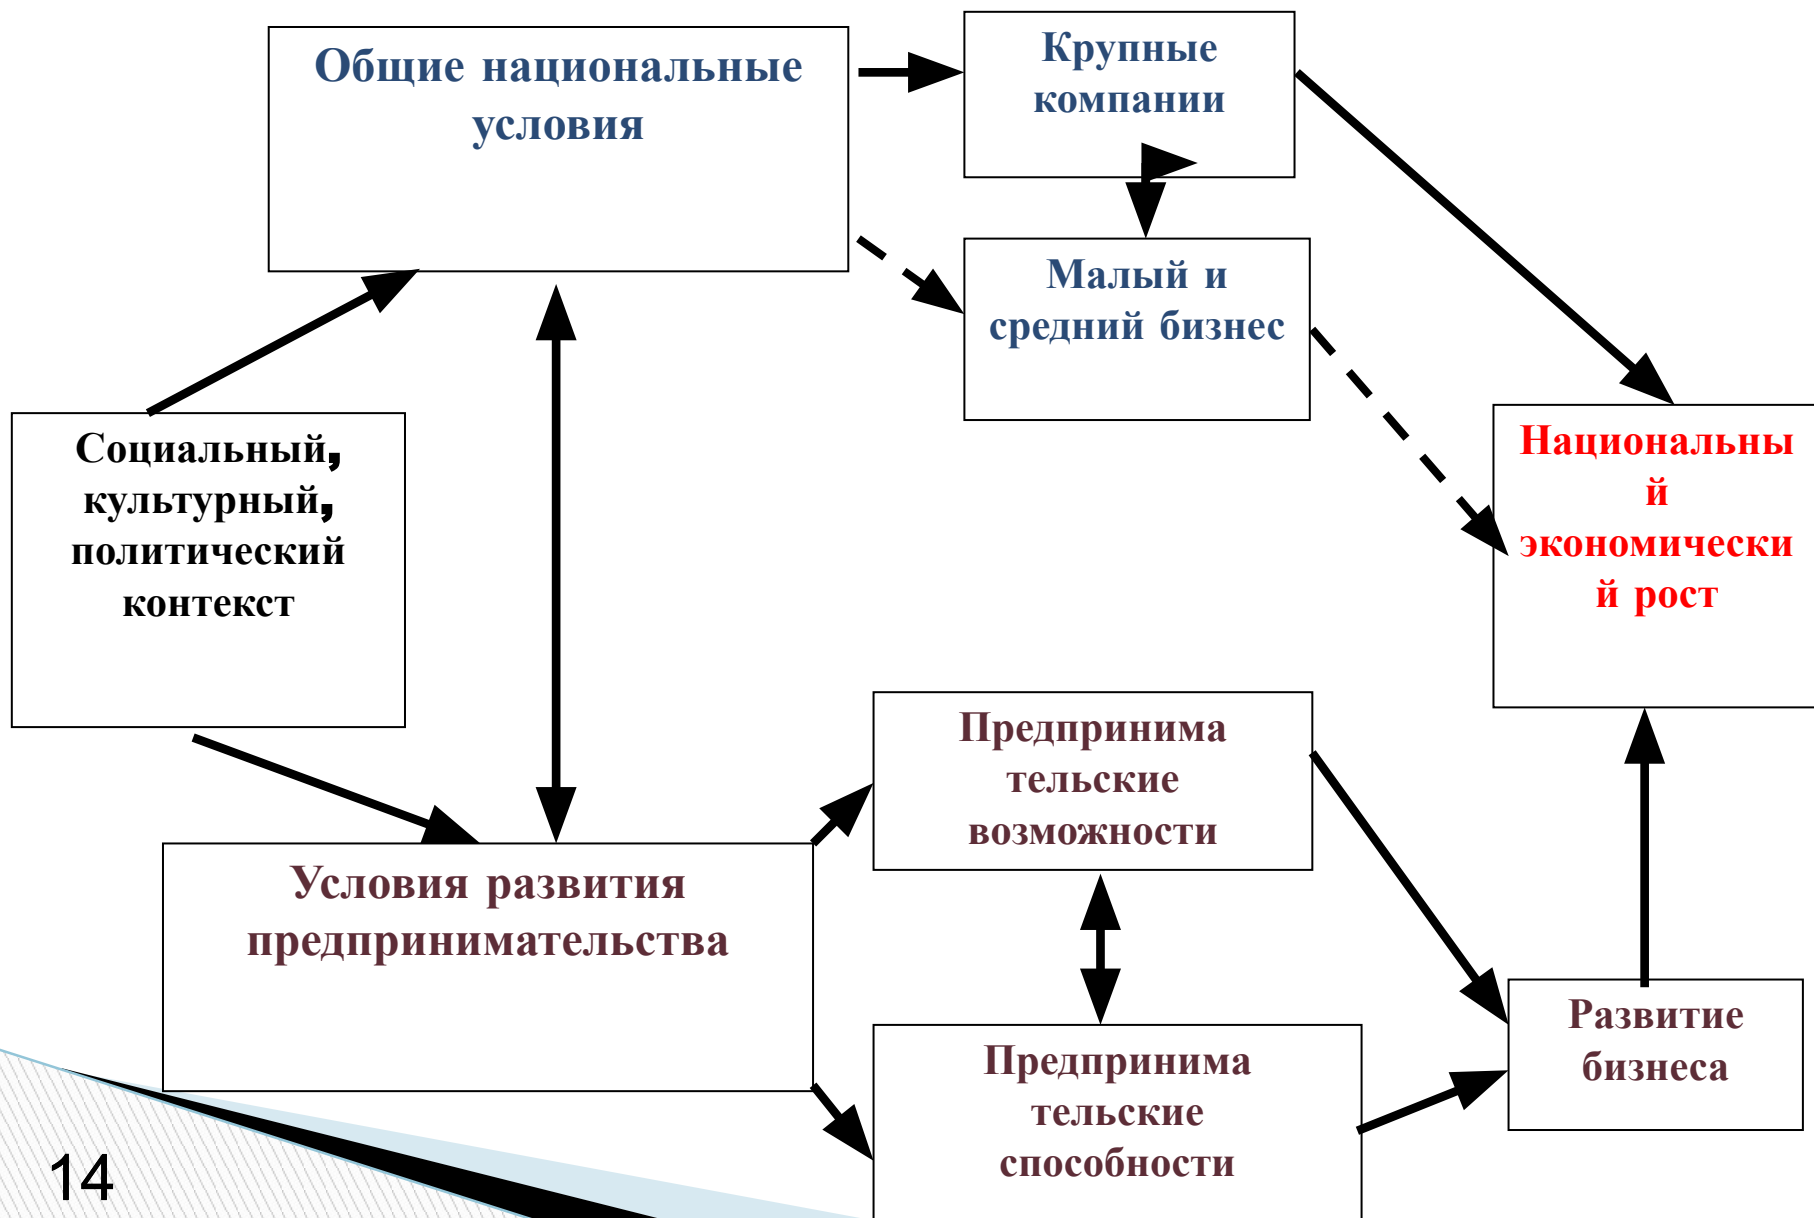 Общие национальные
условия
Крупные
компании
Малый и
средний бизнес
Социальный,
культурный,
политический
контекст
Национальны
й
экономически
й рост
Предпринима
тельские
возможности
Условия развития
предпринимательства
Предпринима
тельские
способности
Развитие
бизнеса
14